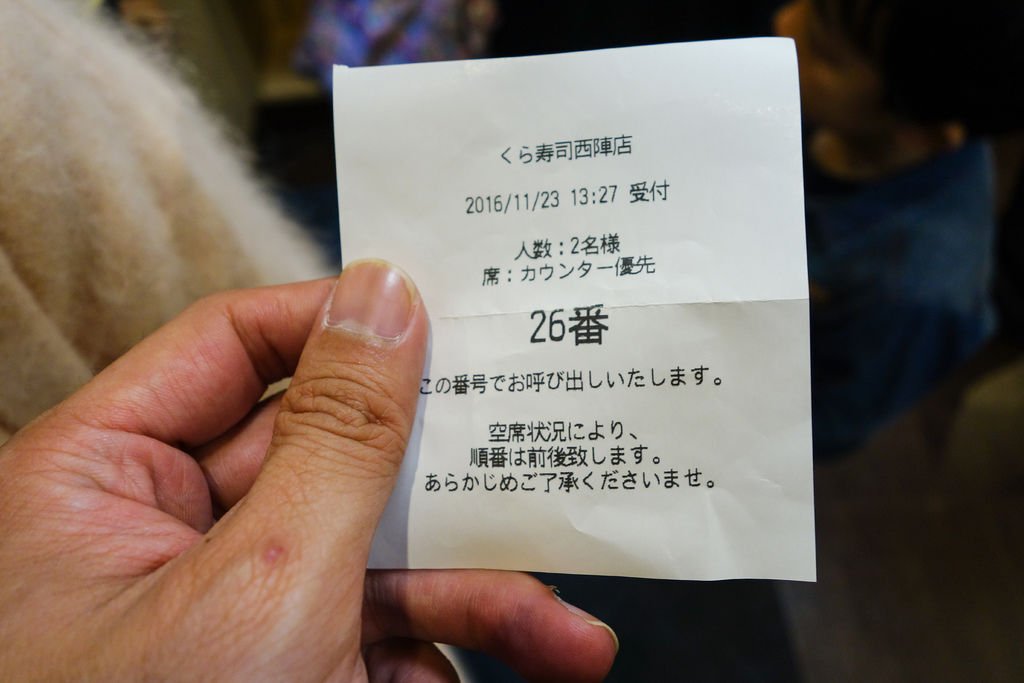 くら寿司西陣店
2016/11/23 13:27 受付
人数:2名様
席:カウンター優先
26番
この番号でお呼び出しいたします。
空席状況により、
順番は前後致します。
あらかじめご了承くださいませ。